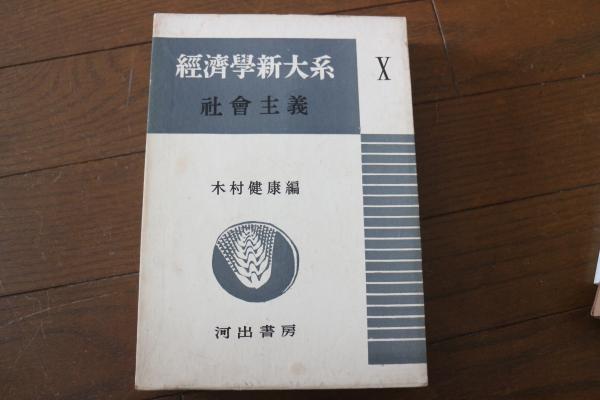 經濟學新大系
X
社會主義
木村健康編
河出書房